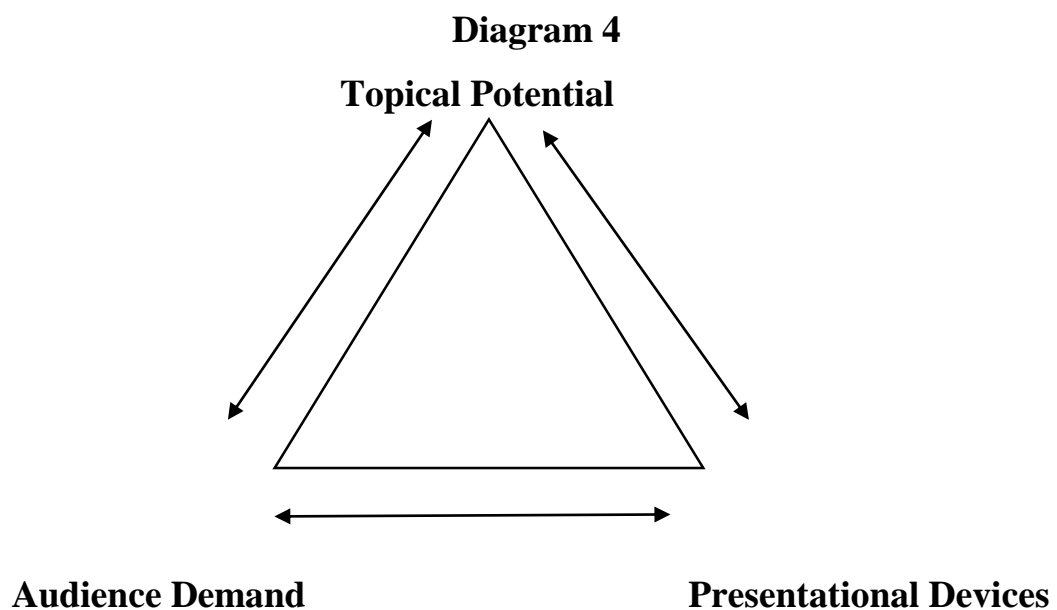 Diagram 4
Topical Potential
Audience Demand Presentational Devices